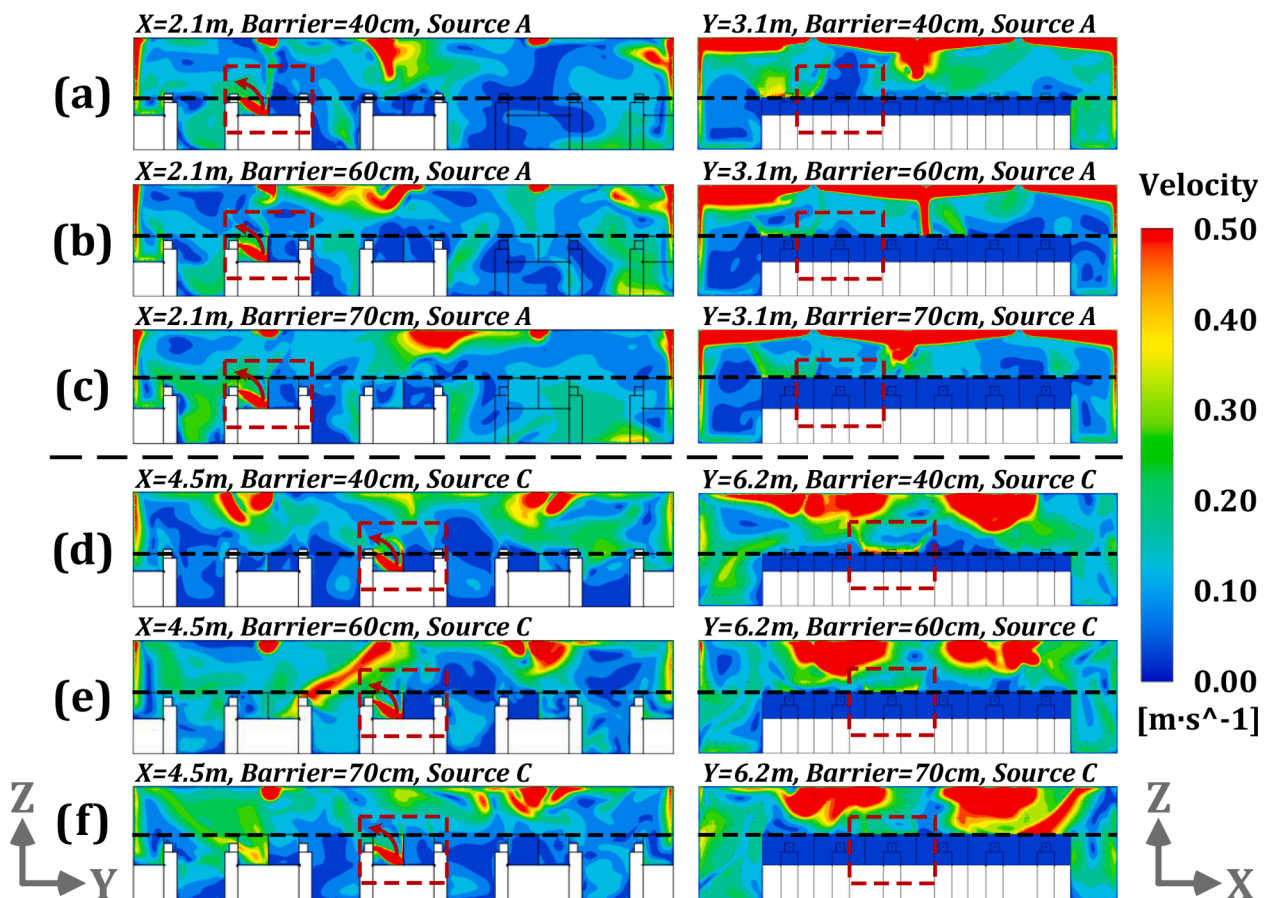 X=2.1m, Barrier=40cm, Source A
Y=3.1m, Barrier=40cm, Source A
(a)
X=2.1m, Barrier=60cm, Source A
Y=3.1m, Barrier=60cm, Source A
(b)
X=2.1m, Barrier=70cm, Source A
Y=3.1m, Barrier=70cm, Source A
(c)
X=4.5m, Barrier=40cm, Source C
Y=6.2m, Barrier=40cm, Source C
(d)
X=4.5m, Barrier=60cm, Source C
Y=6.2m, Barrier=60cm, Source C
(e)
X=4.5m, Barrier=70cm, Source C
Y=6.2m, Barrier=70cm, Source C
(f)
Z
Y
Velocity
0.50
0.40
0.30
0.20
0.10
0.00
[m·s^-1]
Z
X